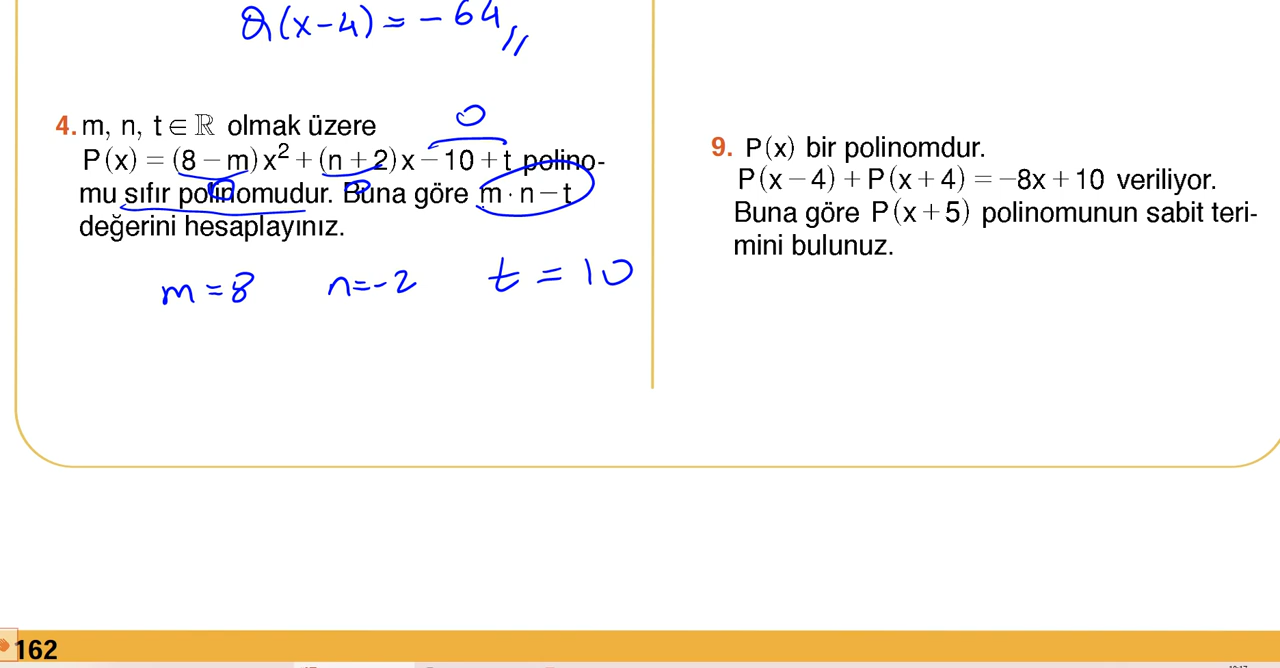 Q(x-4) = -64 //
4. m, n, t ∈ ℝ olmak üzere
0
P(x) = (8 - m)x² + (n + 2)x - 10 + t polino-
mu sıfır polinomudur. Buna göre m · n - t
değerini hesaplayınız.
m = 8 n = -2 t = 10
9. P(x) bir polinomdur.
P(x - 4) + P(x + 4) = -8x + 10 veriliyor.
Buna göre P(x + 5) polinomunun sabit teri-
mini bulunuz.
162